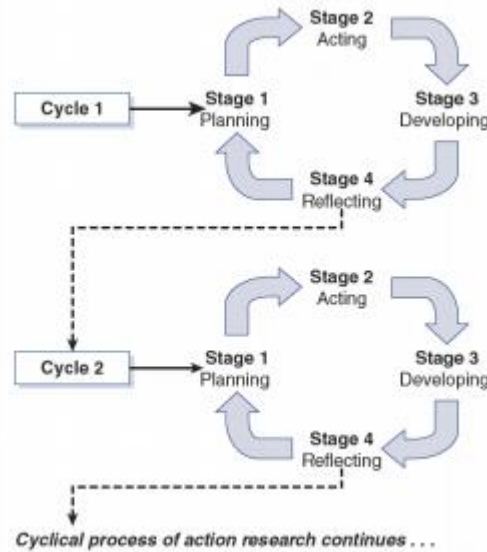 Stage 2
Acting
Cycle 1
Stage 1
Planning
Stage 3
Developing
Stage 4
Reflecting
Stage 2
Acting
Cycle 2
Stage 1
Planning
Stage 3
Developing
Stage 4
Reflecting
Cyclical process of action research continues . . .